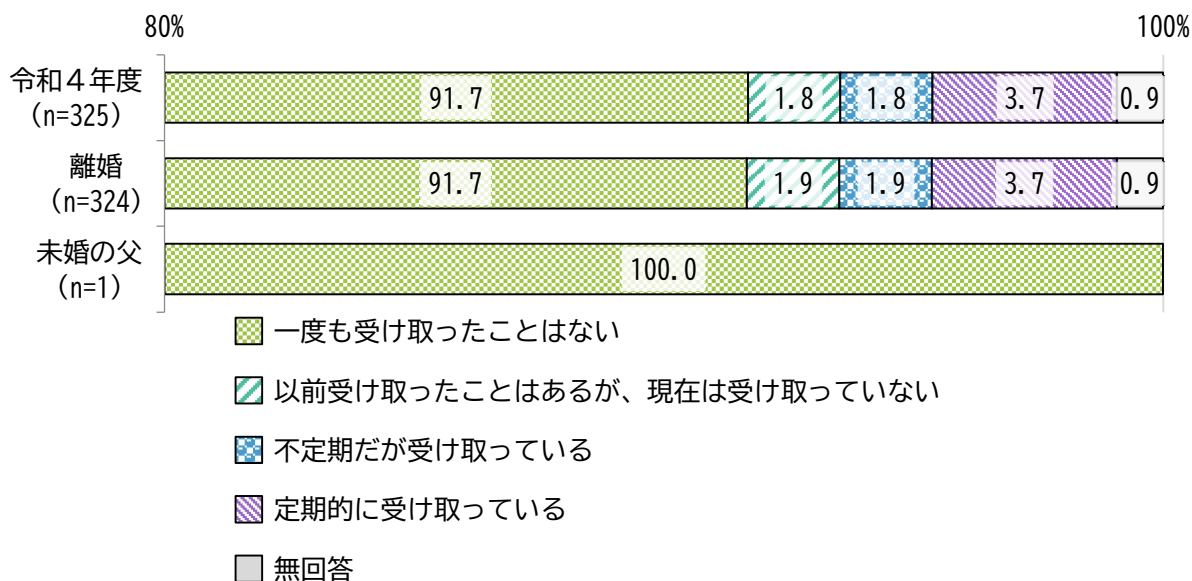 80% 100%
令和４年度
(n=325)
91.7 1.8 1.8 3.7 0.9
離婚
(n=324)
91.7 1.9 1.9 3.7 0.9
未婚の父
(n=1)
100.0
一度も受け取ったことはない
以前受け取ったことはあるが、現在は受け取っていない
不定期だが受け取っている
定期的に受け取っている
無回答